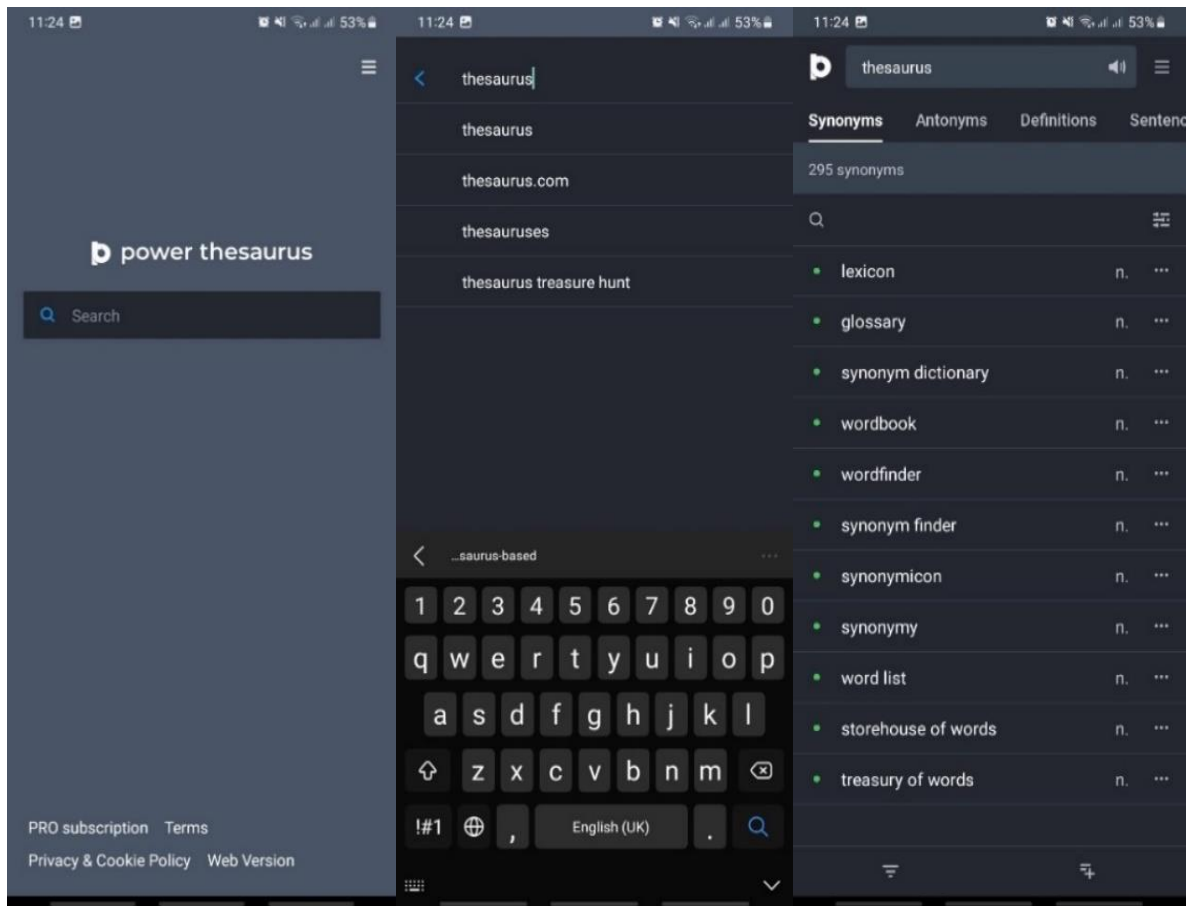 11:24 53%
power thesaurus
Search
PRO subscription Terms
Privacy & Cookie Policy Web Version
11:24 53%
thesaurus
thesaurus
thesaurus.com
thesauruses
thesaurus treasure hunt
...saurus-based
1 2 3 4 5 6 7 8 9 0
q w e r t y u i o p
a s d f g h j k l
z x c v b n m
!#1 , English (UK) .
11:24 53%
thesaurus
Synonyms Antonyms Definitions Sentenc
295 synonyms
lexicon n.
glossary n.
synonym dictionary n.
wordbook n.
wordfinder n.
synonym finder n.
synonymicon n.
synonymy n.
word list n.
storehouse of words n.
treasury of words n.